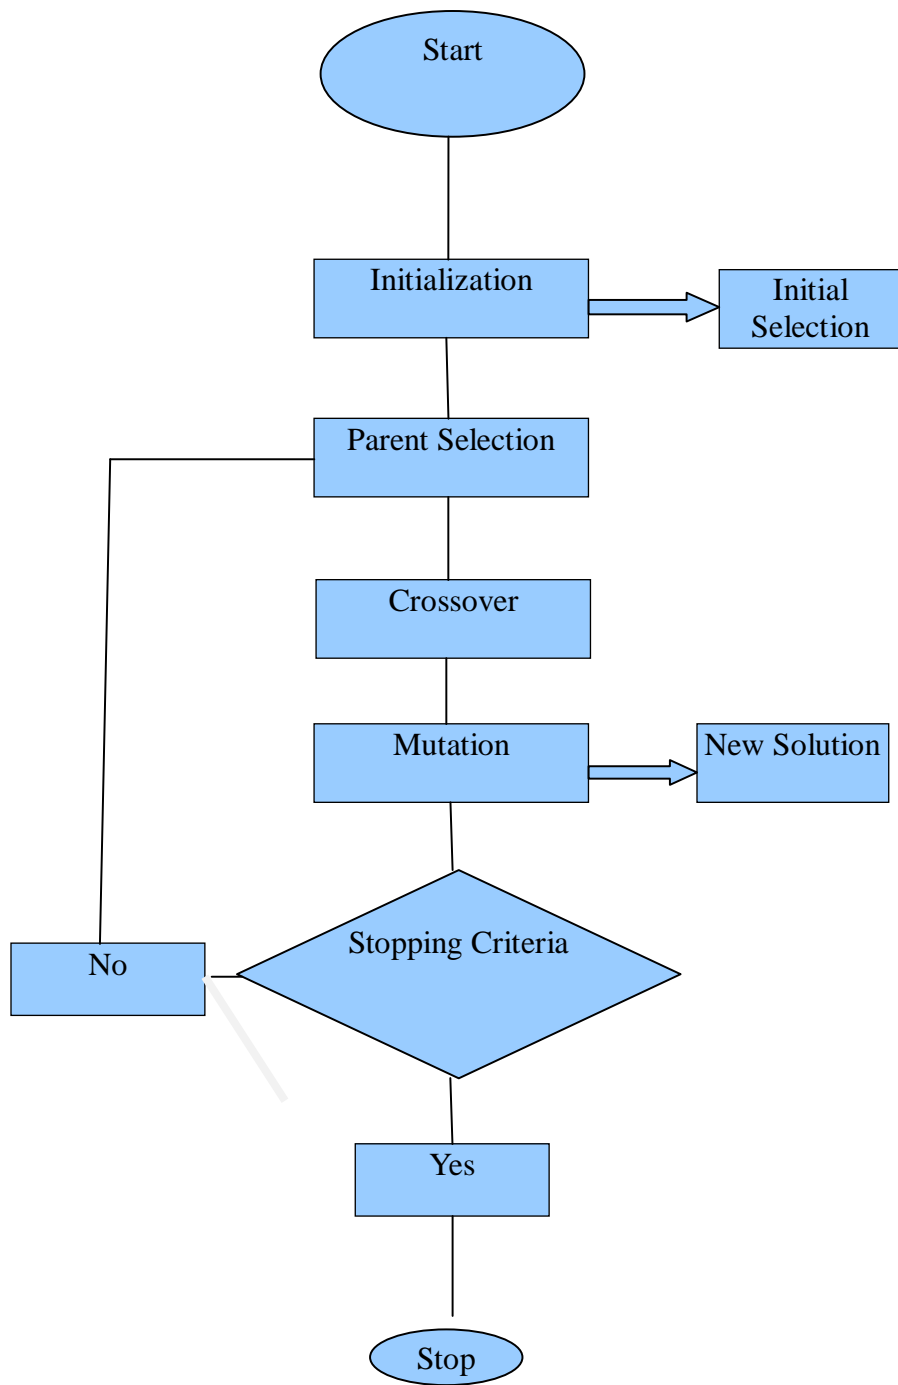 Start
Initialization
Initial
Selection
Parent Selection
Crossover
Mutation
New Solution
Stopping Criteria
No
Yes
Stop